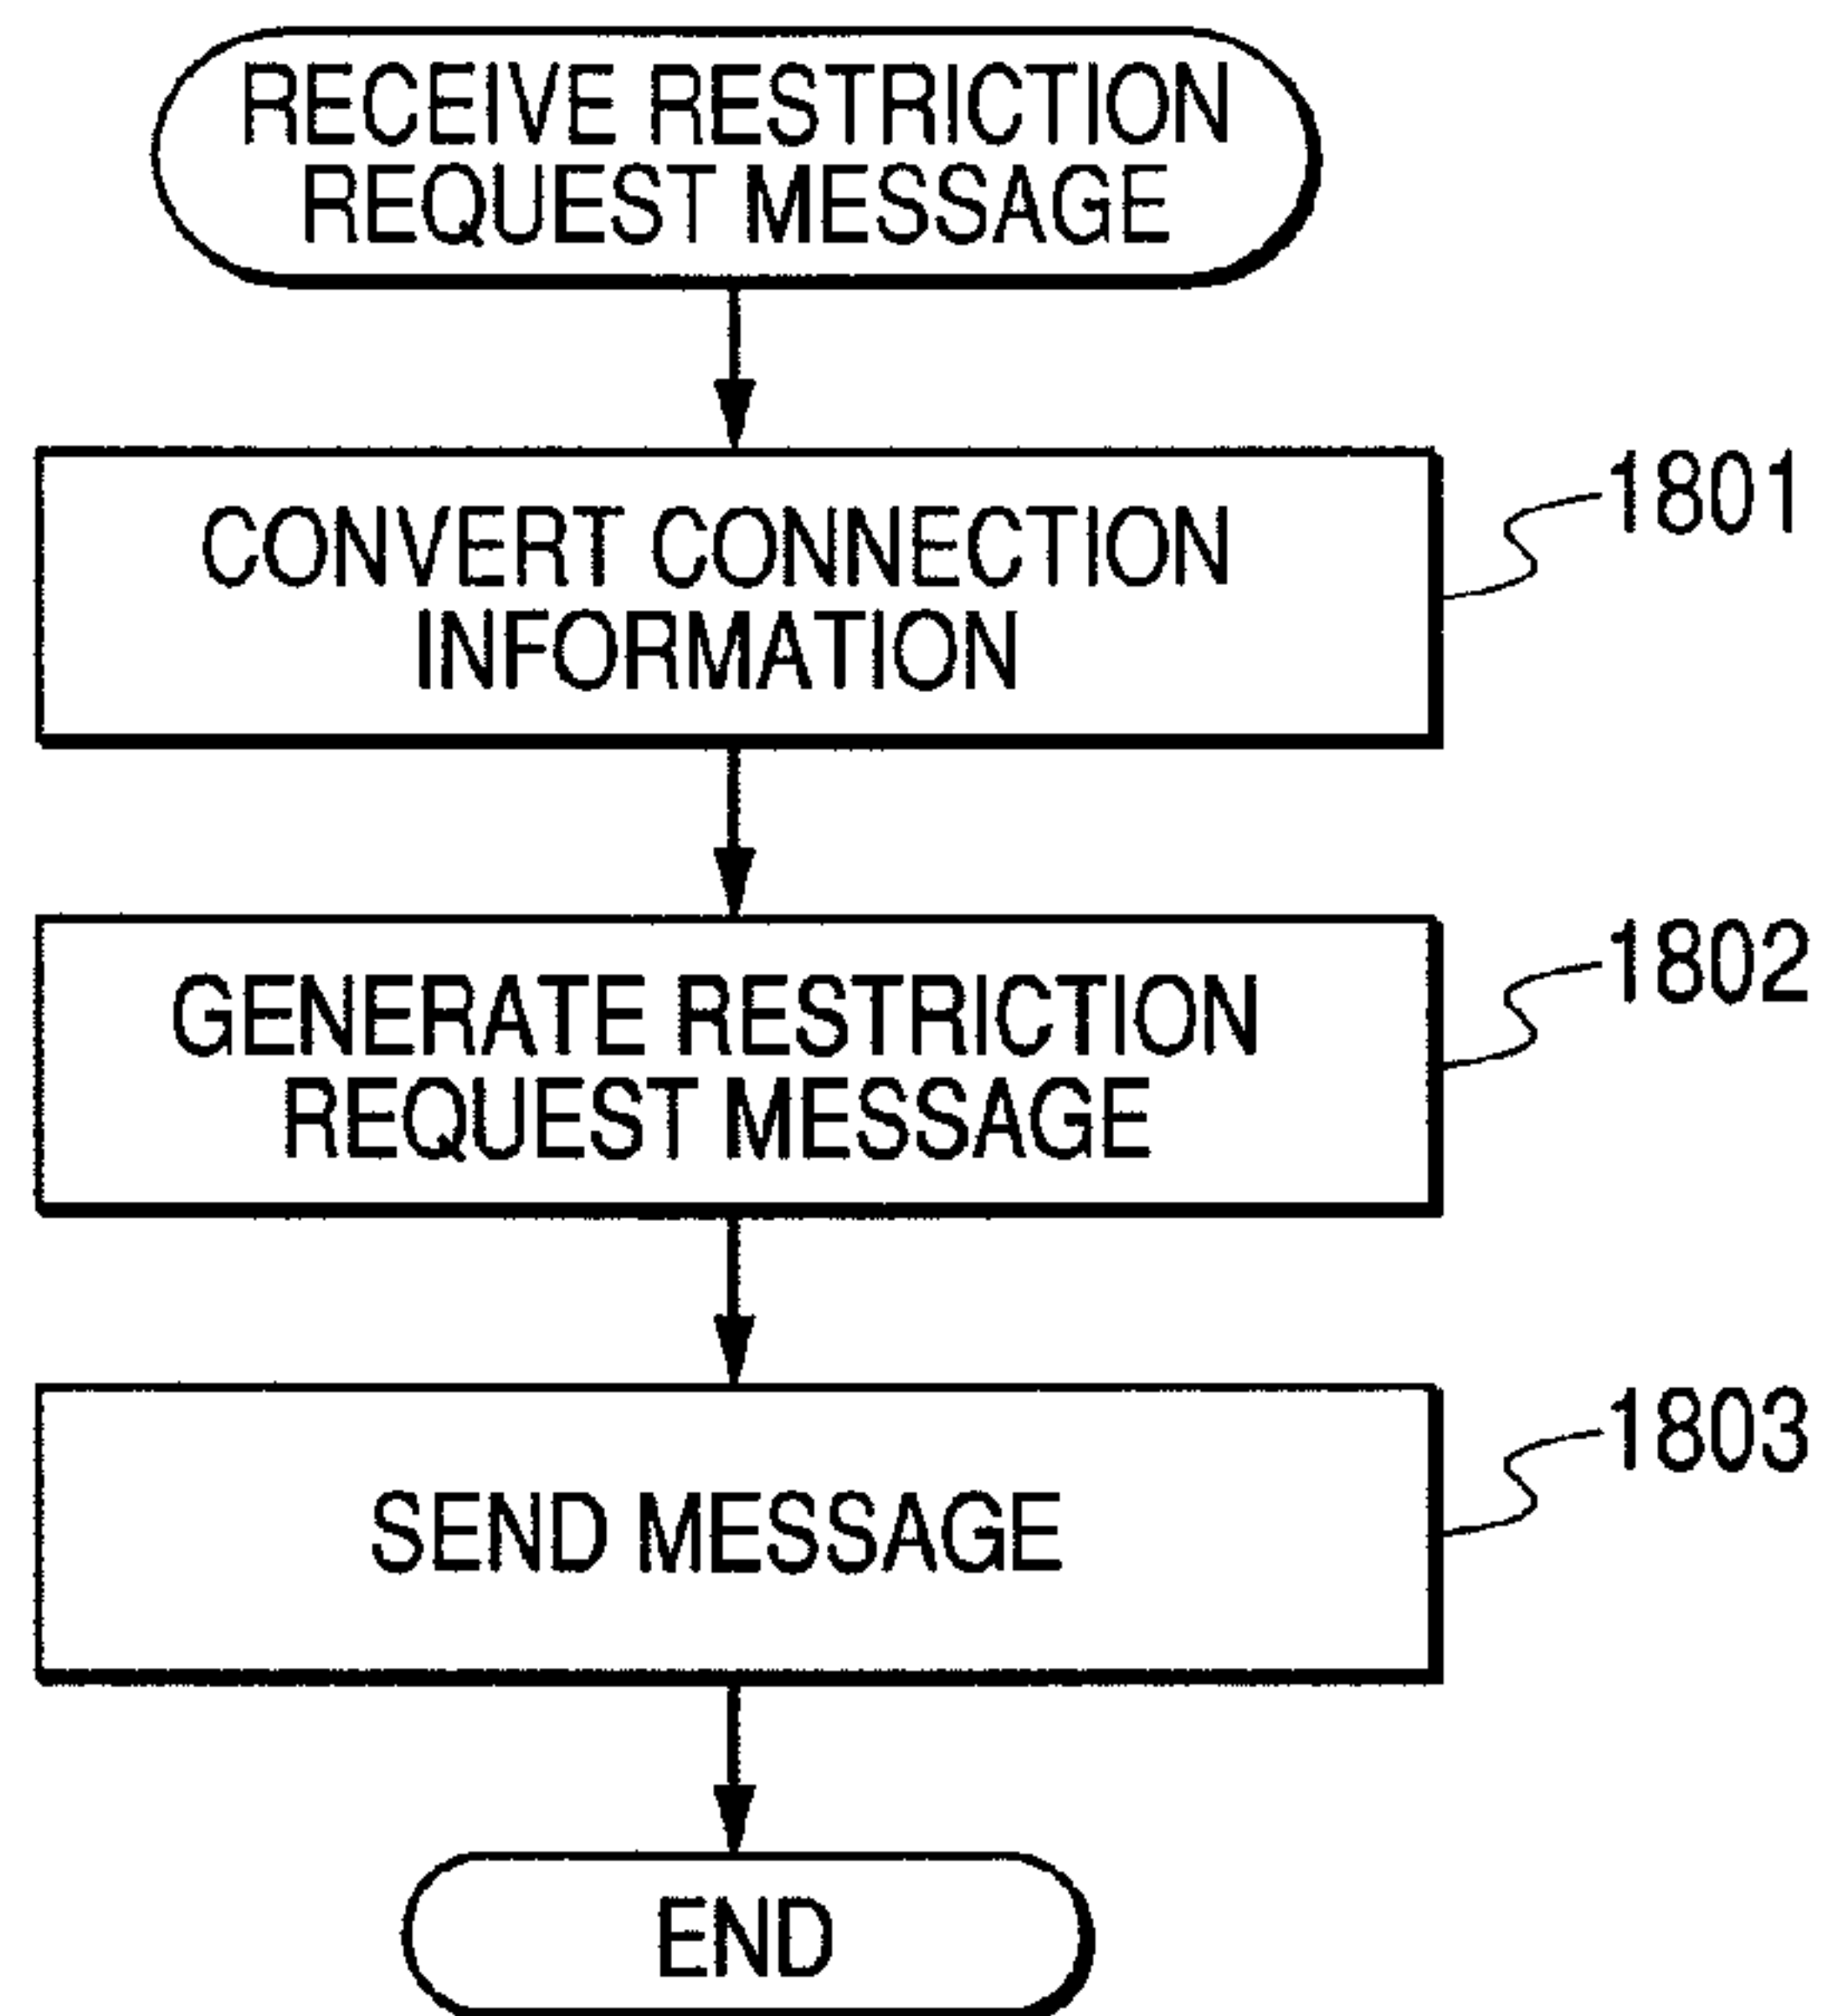 RECEIVE RESTRICTION
REQUEST MESSAGE
CONVERT CONNECTION
INFORMATION
1801
GENERATE RESTRICTION
REQUEST MESSAGE
1802
SEND MESSAGE
1803
END